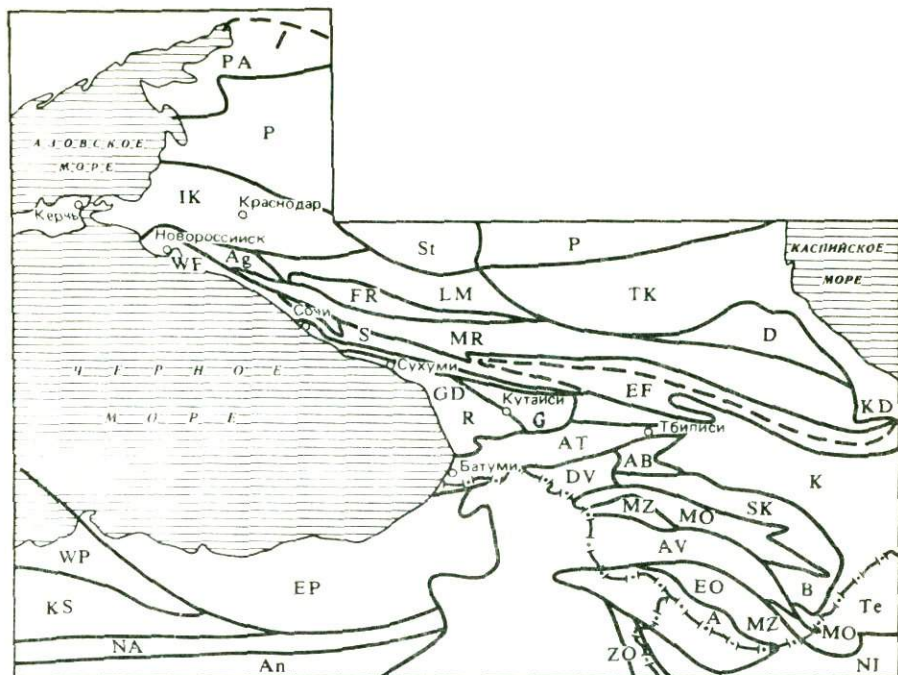 PA
P
АЗОВСКОЕ
МОРЕ
IK
Краснодар
Керчь
Новороссийск
WF
Ag
St
P
КАСПИЙСКОЕ
МОРЕ
FR
LM
TK
Сочи
S
MR
D
ЧЕРНОЕ
МОРЕ
Сухуми
GD
Кутаиси
EF
KD
R
G
Тбилиси
AT
Батуми
DV
AB
K
MZ
MO
SK
AV
WP
EP
KS
EO
B
Te
A
MZ
MO
NA
An
ZO
NI